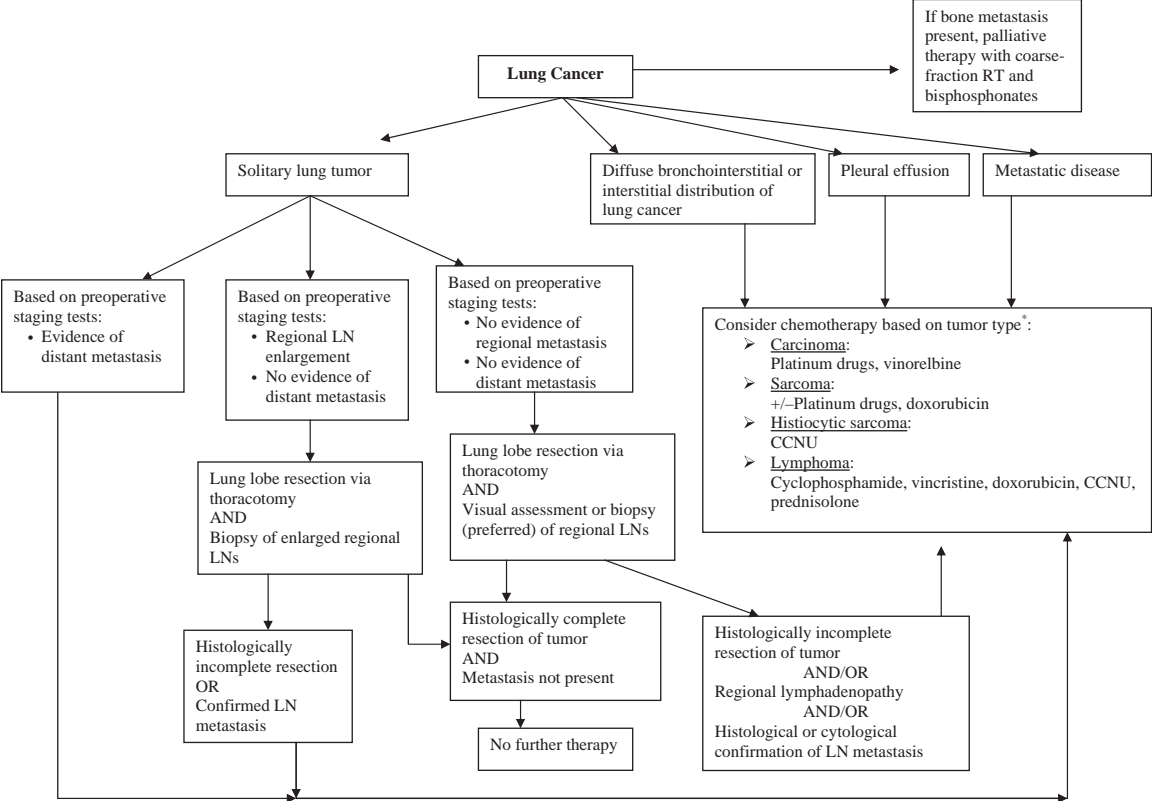 If bone metastasis
present, palliative
therapy with coarse-
fraction RT and
bisphosphonates
Lung Cancer
Solitary lung tumor
Diffuse bronchointerstitial or
interstitial distribution of
lung cancer
Pleural effusion
Metastatic disease
Based on preoperative
staging tests:
• Evidence of
distant metastasis
Based on preoperative
staging tests:
• Regional LN
enlargement
• No evidence of
distant metastasis
Based on preoperative
staging tests:
• No evidence of
regional metastasis
• No evidence of
distant metastasis
Consider chemotherapy based on tumor type*:
➢ Carcinoma:
Platinum drugs, vinorelbine
➢ Sarcoma:
+/–Platinum drugs, doxorubicin
➢ Histiocytic sarcoma:
CCNU
➢ Lymphoma:
Cyclophosphamide, vincristine, doxorubicin, CCNU,
prednisolone
Lung lobe resection via
thoracotomy
AND
Biopsy of enlarged regional
LNs
Lung lobe resection via
thoracotomy
AND
Visual assessment or biopsy
(preferred) of regional LNs
Histologically
incomplete resection
OR
Confirmed LN
metastasis
Histologically complete
resection of tumor
AND
Metastasis not present
Histologically incomplete
resection of tumor
AND/OR
Regional lymphadenopathy
AND/OR
Histological or cytological
confirmation of LN metastasis
No further therapy